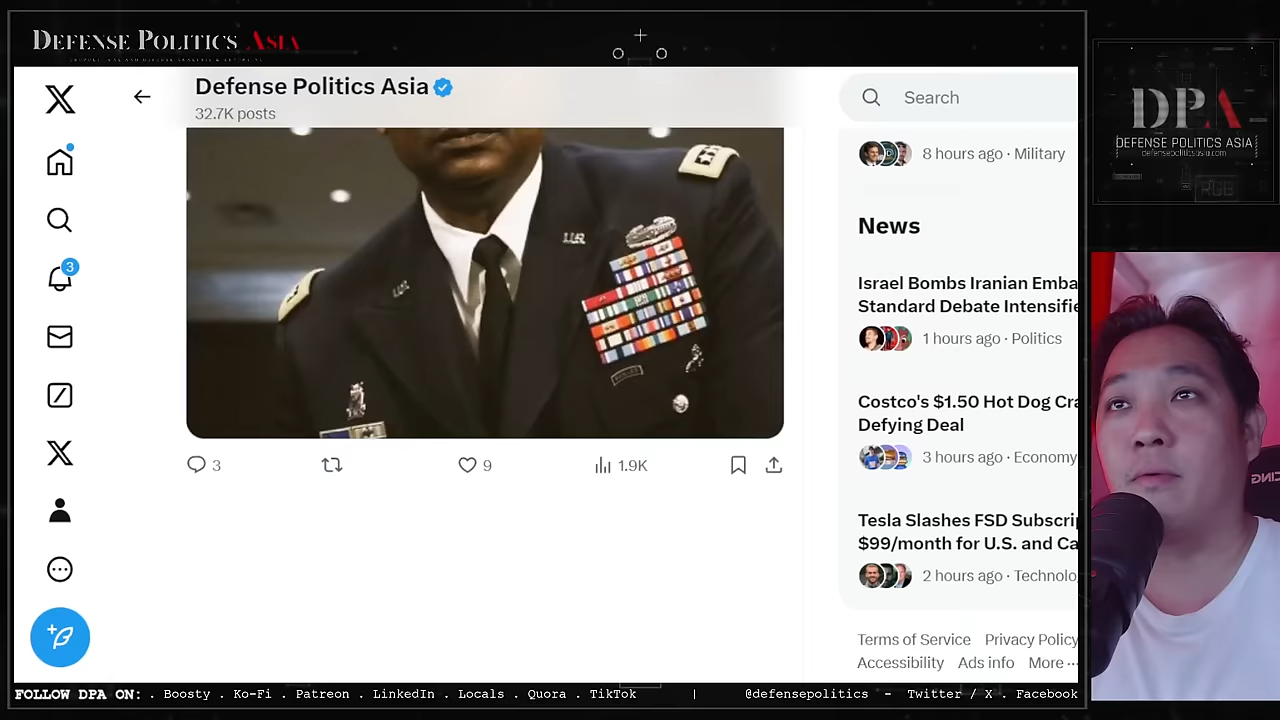 DEFENSE POLITICS ASIA
Defense Politics Asia
32.7K posts
Search
8 hours ago · Military
News
Israel Bombs Iranian Emba
Standard Debate Intensifie
1 hours ago · Politics
Costco's $1.50 Hot Dog Cra
Defying Deal
3 hours ago · Economy
Tesla Slashes FSD Subscrip
$99/month for U.S. and Ca
2 hours ago · Technolo
Terms of Service Privacy Policy
Accessibility Ads info More ...
3
U.S.
3 9 1.9K
DPA
DEFENSE POLITICS ASIA
defensepoliticsasia.com
FOLLOW DPA ON: . Boosty . Ko-Fi . Patreon . LinkedIn . Locals . Quora . TikTok | @defensepolitics - Twitter / X . Facebook